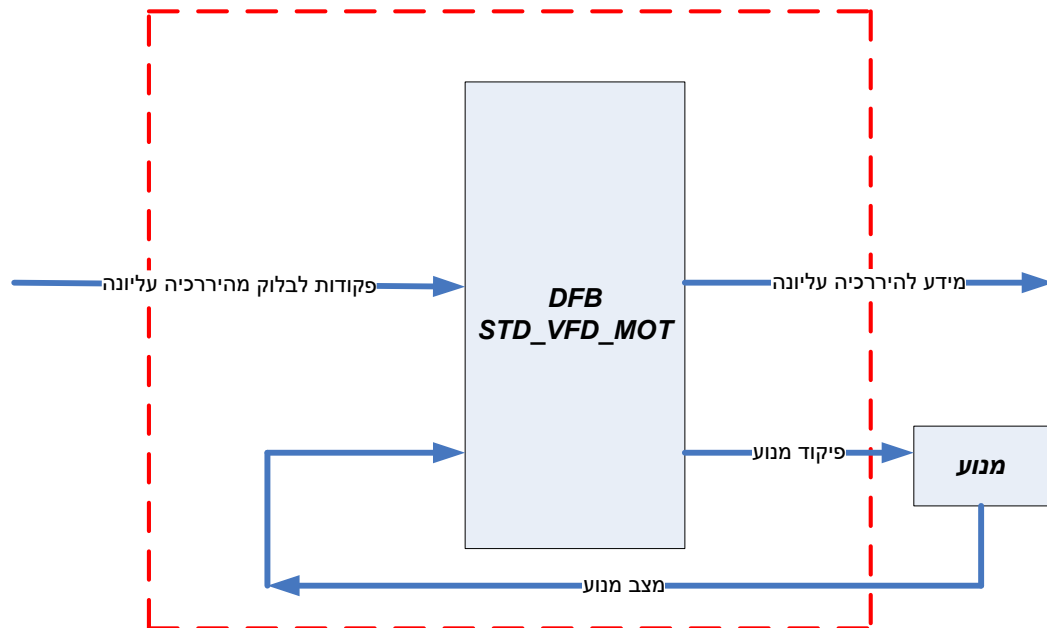 פקודות לבלוק מהיררכיה עליונה
DFB
STD_VFD_MOT
מידע להיררכיה עליונה
פיקוד מנוע
מנוע
מצב מנוע